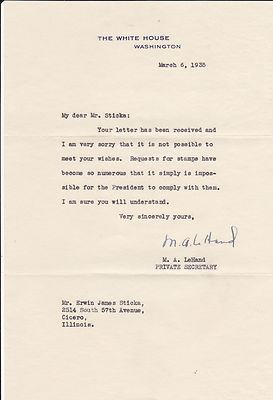 THE WHITE HOUSE
WASHINGTON
March 6, 1935
My dear Mr. Sticka:
Your letter has been received and
I am very sorry that it is not possible to
meet your wishes. Requests for stamps have
become so numerous that it simply is impos-
sible for the President to comply with them.
I am sure you will understand.
Very sincerely yours,
M.A. LeHand
M. A. LeHand
PRIVATE SECRETARY
Mr. Erwin James Sticka,
2514 South 57th Avenue,
Cicero,
Illinois.